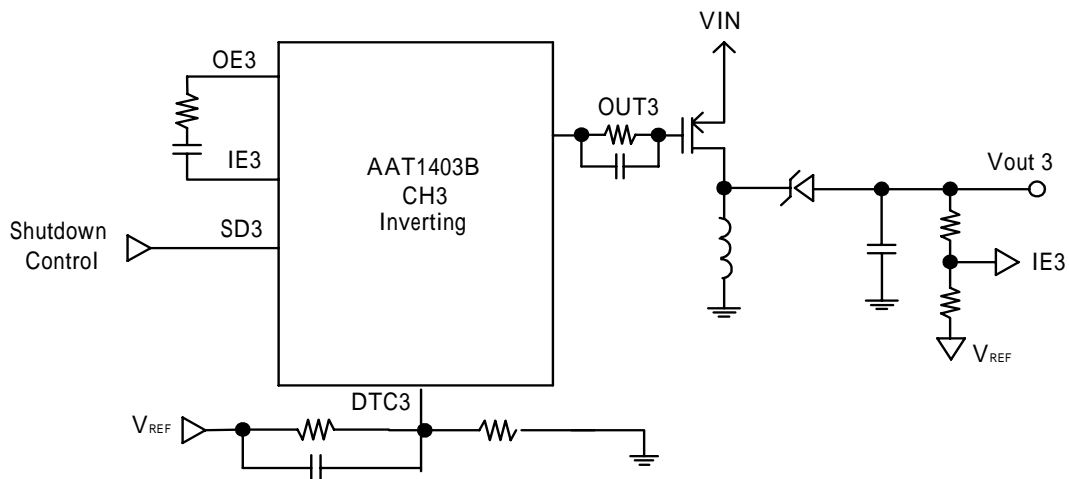 VIN
OE3
OUT3
IE3
AAT1403B
CH3
Inverting
Vout 3
Shutdown
Control
SD3
IE3
VREF
DTC3
VREF